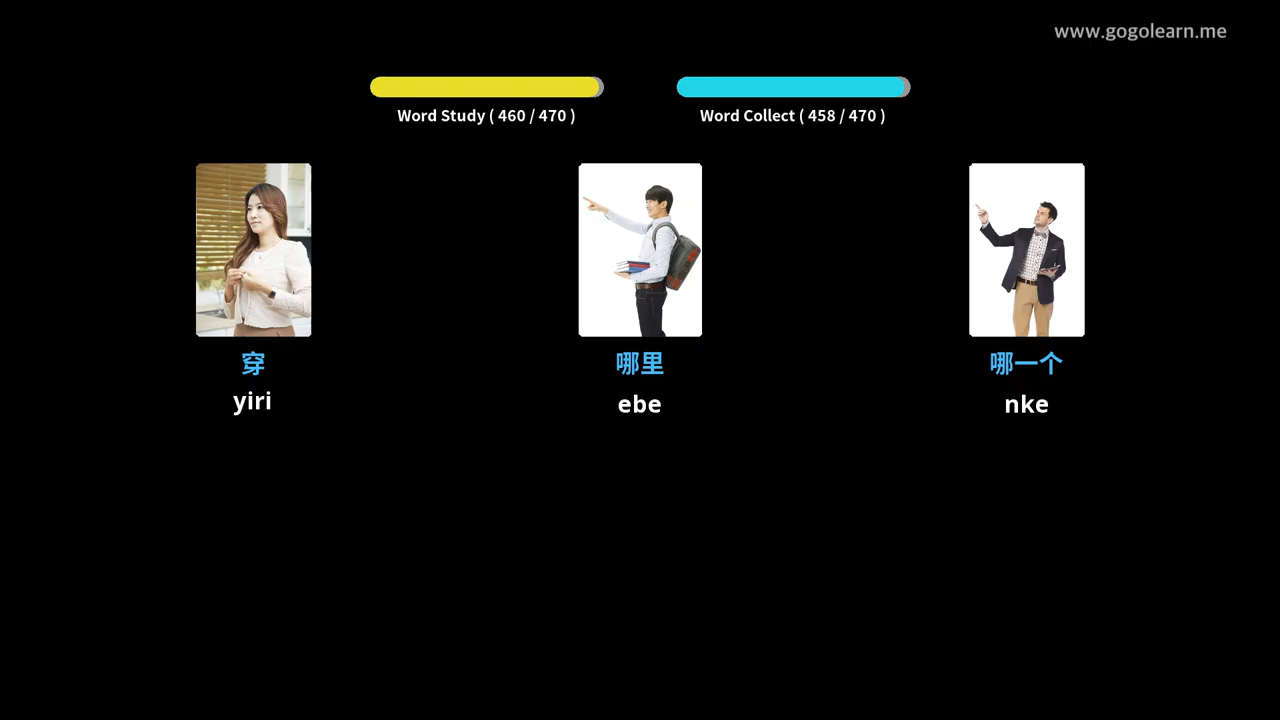 www.gogolearn.me
Word Study ( 460 / 470 )
Word Collect ( 458 / 470 )
穿
yiri
哪里
ebe
哪一个
nke